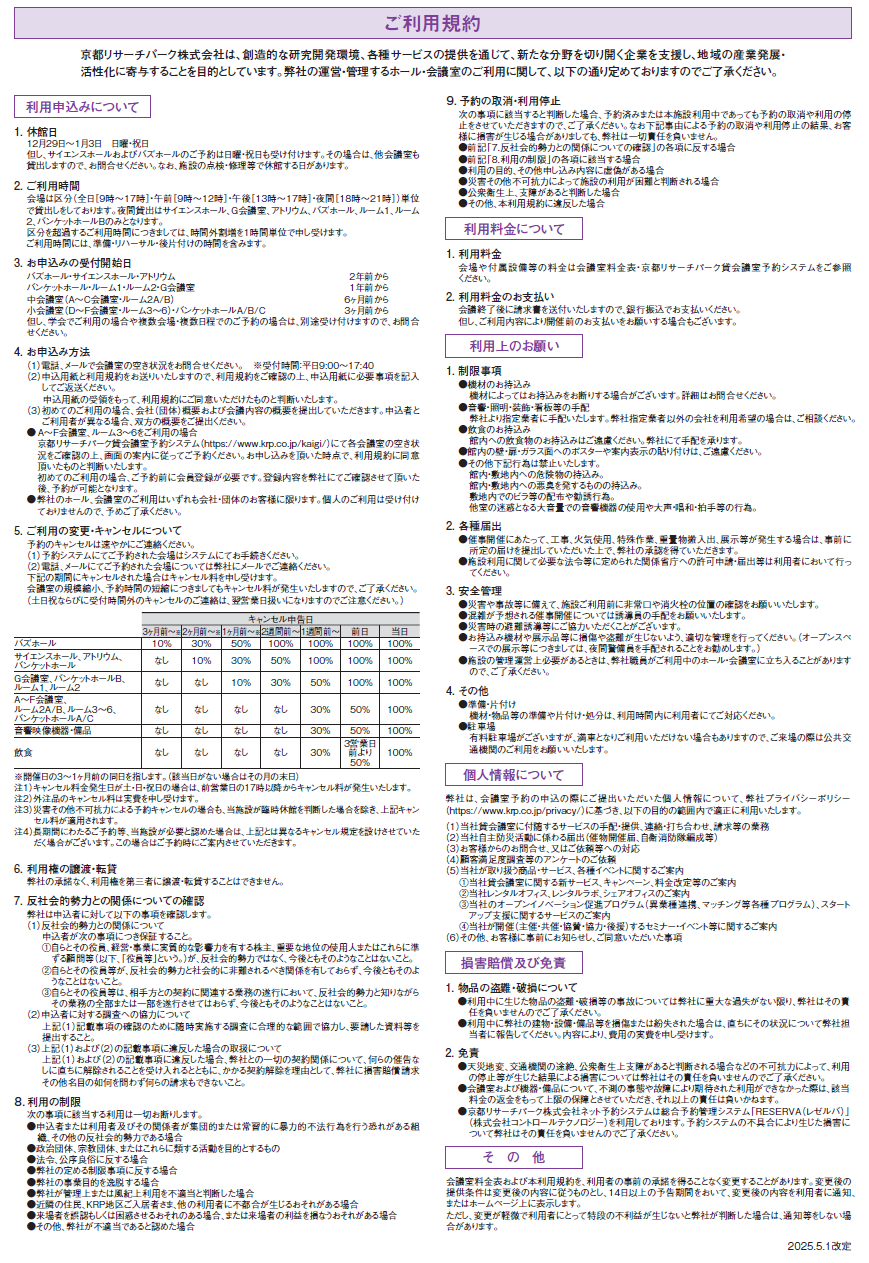 ご利用規約
京都リサーチパーク株式会社は、創造的な研究開発環境、各種サービスの提供を通じて、新たな分野を切り開く企業を支援し、地域の産業発展・
活性化に寄与することを目的としています。弊社の運営・管理するホール・会議室のご利用に関して、以下の通り定めておりますのでご了承ください。
利用申込みについて
1. 休館日
12月29日〜1月3日　日曜・祝日
但し、サイエンスホールおよびバズホールのご予約は日曜・祝日も受け付けます。その場合は、他会議室も
貸出しますので、お問合せください。なお、施設の点検・修理等で休館する日があります。
2. ご利用時間
会場は区分（全日［9時〜17時］・午前［9時〜12時］・午後［13時〜17時］・夜間［18時〜21時］）単位
で貸出しをしております。夜間貸出はサイエンスホール、G会議室、アトリウム、バズホール、ルーム1、ルーム
2、バンケットホールBのみとなります。
区分を超過するご利用時間につきましては、時間外割増を1時間単位で申し受けます。
ご利用時間には、準備・リハーサル・後片付けの時間を含みます。
3. お申込みの受付開始日
バズホール・サイエンスホール・アトリウム　2年前から
バンケットホール・ルーム1・ルーム2・G会議室　1年前から
中会議室（A〜C会議室・ルーム2A/B）　6ヶ月前から
小会議室（D〜F会議室・ルーム3〜6）・バンケットホールA/B/C　3ヶ月前から
但し、学会でご利用の場合や複数会場・複数日程でのご予約の場合は、別途受け付けますので、お問合
せください。
4. お申込み方法
（1）電話、メールで会議室の空き状況をお問合せください。　※受付時間：平日9:00〜17:40
（2）申込用紙と利用規約をお送りいたしますので、利用規約をご確認の上、申込用紙に必要事項を記入
してご返送ください。
申込用紙の受領をもって、利用規約にご同意いただけたものと判断いたします。
（3）初めてのご利用の場合、会社（団体）概要および会議内容の概要を提出していただきます。申込者と
ご利用者が異なる場合、双方の概要をご提出ください。
●A〜F会議室、ルーム3〜6をご利用の場合
京都リサーチパーク貸会議室予約システム（https://www.krp.co.jp/kaigi/）にて各会議室の空き状
況をご確認の上、画面の案内に従ってご予約ください。お申し込みを頂いた時点で、利用規約に同意
頂いたものと判断いたします。
初めてのご利用の場合、ご予約前に会員登録が必要です。登録内容を弊社にてご確認させて頂いた
後、予約が可能となります。
●弊社のホール、会議室のご利用はいずれも会社・団体のお客様に限ります。個人のご利用は受け付け
ておりませんので、予めご了承ください。
5. ご利用の変更・キャンセルについて
予約のキャンセルは速やかにご連絡ください。
（1）予約システムにてご予約された会場はシステムにてお手続きください。
（2）電話、メールにてご予約された会場については弊社にメールでご連絡ください。
下記の期間にキャンセルされた場合はキャンセル料を申し受けます。
会議室の規模縮小、予約時間の短縮につきましてもキャンセル料が発生いたしますので、ご了承ください。
（土日祝ならびに受付時間外のキャンセルのご連絡は、翌営業日扱いになりますのでご注意ください。）
キャンセル申告日
3ヶ月前〜※ 2ヶ月前〜※ 1ヶ月前〜※ 2週間前〜 1週間前〜 前日 当日
バズホール 10% 30% 50% 100% 100% 100% 100%
サイエンスホール、アトリウム、
バンケットホール なし 10% 30% 50% 100% 100% 100%
G会議室、バンケットホールB、
ルーム1、ルーム2 なし なし 10% 30% 50% 100% 100%
A〜F会議室、
ルーム2A/B、ルーム3〜6、
バンケットホールA/C なし なし なし なし 30% 50% 100%
音響映像機器・備品 なし なし なし なし 30% 50% 100%
飲食 なし なし なし なし 30% 3営業日前より50% 100%
※開催日の3〜1ヶ月前の同日を指します。（該当日がない場合はその月の末日）
注1）キャンセル料金発生日が土・日・祝日の場合は、前営業日の17時以降からキャンセル料が発生いたします。
注2）外注品のキャンセル料は実費を申し受けます。
注3）災害その他不可抗力による予約キャンセルの場合も、当施設が臨時休館を判断した場合を除き、上記キャン
セル料が適用されます。
注4）長期間にわたるご予約等、当施設が必要と認めた場合は、上記とは異なるキャンセル規定を設けさせていた
だく場合がございます。この場合はご予約時にご案内させていただきます。
6. 利用権の譲渡・転貸
弊社の承諾なく、利用権を第三者に譲渡・転貸することはできません。
7. 反社会的勢力との関係についての確認
弊社は申込者に対して以下の事項を確認します。
（1）反社会的勢力との関係について
申込者が次の事項につき保証すること。
①自らとその役員、経営・事業に実質的な影響力を有する株主、重要な地位の使用人またはこれらに準
ずる顧問等（以下、「役員等」という。）が、反社会的勢力ではなく、今後ともそのようなことはないこと。
②自らとその役員等が、反社会的勢力と社会的に非難されるべき関係を有しておらず、今後ともそのよ
うなことはないこと。
③自らとその役員等は、相手方との契約に関連する業務の遂行において、反社会的勢力と知りながら
その業務の全部または一部を遂行させてはおらず、今後ともそのようなことはないこと。
（2）申込者に対する調査への協力について
上記（1）記載事項の確認のために随時実施する調査に合理的な範囲で協力し、要請した資料等を
提出すること。
（3）上記（1）および（2）の記載事項に違反した場合の取扱について
上記（1）および（2）の記載事項に違反した場合、弊社との一切の契約関係について、何らの催告な
しに直ちに解除されることを受け入れるとともに、かかる契約解除を理由として、弊社に損害賠償請求
その他名目の如何を問わず何らの請求もできないこと。
8. 利用の制限
次の事項に該当する利用は一切お断りします。
●申込者または利用者及びその関係者が集団的または常習的に暴力的不法行為を行う恐れがある組
織、その他の反社会的勢力である場合
●政治団体、宗教団体、またはこれらに類する活動を目的とするもの
●法令、公序良俗に反する場合
●弊社の定める制限事項に反する場合
●弊社の事業目的を逸脱する場合
●弊社が管理上または風紀上利用を不適当と判断した場合
●近隣の住民、KRP地区ご入居者さま、他の利用者に不都合が生じるおそれがある場合
●来場者を誤認もしくは困惑させるおそれのある場合、または来場者の利益を損なうおそれがある場合
●その他、弊社が不適当であると認めた場合
9. 予約の取消・利用停止
次の事項に該当すると判断した場合、予約済みまたは本施設利用中であっても予約の取消や利用の停
止をさせていただきますので、ご了承ください。なお下記事由による予約の取消や利用停止の結果、お客
様に損害が生じる場合がありましても、弊社は一切責任を負いません。
●前記「7.反社会的勢力との関係についての確認」の各項に反する場合
●前記「8.利用の制限」の各項に該当する場合
●利用の目的、その他申し込み内容に虚偽がある場合
●災害その他不可抗力によって施設の利用が困難と判断される場合
●公衆衛生上、支障があると判断した場合
●その他、本利用規約に違反した場合
利用料金について
1. 利用料金
会場や付属設備等の料金は会議室料金表・京都リサーチパーク貸会議室予約システムをご参照
ください。
2. 利用料金のお支払い
会議終了後に請求書を送付いたしますので、銀行振込でお支払いください。
但し、ご利用内容により開催前のお支払いをお願いする場合もございます。
利用上のお願い
1. 制限事項
●機材のお持込み
機材によってはお持込みをお断りする場合がございます。詳細はお問合せください。
●音響・照明・装飾・看板等の手配
弊社より指定業者に手配いたします。弊社指定業者以外の会社を利用希望の場合は、ご相談ください。
●飲食のお持込み
館内への飲食物のお持込みはご遠慮ください。弊社にて手配を承ります。
●館内の壁・扉・ガラス面へのポスターや案内表示の貼り付けは、ご遠慮ください。
●その他下記行為は禁止いたします。
館内・敷地内への危険物の持込み。
館内・敷地内への悪臭を発するものの持込み。
敷地内でのビラ等の配布や勧誘行為。
他室の迷惑となる大音量での音響機器の使用や大声・唱和・拍手等の行為。
2. 各種届出
●催事開催にあたって、工事、火気使用、特殊作業、重量物搬入出、展示等が発生する場合は、事前に
所定の届けを提出していただいた上で、弊社の承認を得ていただきます。
●施設利用に関して必要な法令等に定められた関係省庁への許可申請・届出等は利用者において行っ
てください。
3. 安全管理
●災害や事故等に備えて、施設ご利用前に非常口や消火栓の位置の確認をお願いいたします。
●混雑が予想される催事開催については誘導員の手配をお願いいたします。
●災害時の避難誘導等にご協力いただくことがございます。
●お持込み機材や展示品等に損傷や盗難が生じないよう、適切な管理を行ってください。（オープンスペ
ースでの展示等につきましては、夜間警備員を手配されることをお勧めします。）
●施設の管理運営上必要があるときは、弊社職員がご利用中のホール・会議室に立ち入ることがあります
ので、ご了承ください。
4. その他
●準備・片付け
機材・物品等の準備や片付け・処分は、利用時間内に利用者にてご対応ください。
●駐車場
有料駐車場がございますが、満車となりご利用いただけない場合もありますので、ご来場の際は公共交
通機関のご利用をお願いいたします。
個人情報について
弊社は、会議室予約の申込の際にご提出いただいた個人情報について、弊社プライバシーポリシー
（https://www.krp.co.jp/privacy/）に基づき、以下の目的の範囲内で適正に利用いたします。
（1）当社貸会議室に付随するサービスの手配・提供、連絡・打ち合わせ、請求等の業務
（2）当社自主防災活動に係わる届出（催物開催届、自衛消防隊編成等）
（3）お客様からのお問合せ、又はご依頼等への対応
（4）顧客満足度調査等のアンケートのご依頼
（5）当社が取り扱う商品・サービス、各種イベントに関するご案内
①当社貸会議室に関する新サービス、キャンペーン、料金改定等のご案内
②当社レンタルオフィス、レンタルラボ、シェアオフィスのご案内
③当社のオープンイノベーション促進プログラム（異業種連携、マッチング等各種プログラム）、スタート
アップ支援に関するサービスのご案内
④当社が開催（主催・共催・協賛・協力・後援）するセミナー・イベント等に関するご案内
（6）その他、お客様に事前にお知らせし、ご同意いただいた事項
損害賠償及び免責
1. 物品の盗難・破損について
●利用中に生じた物品の盗難・破損等の事故については弊社に重大な過失がない限り、弊社はその責
任を負いませんのでご了承ください。
●利用中に弊社の建物・設備・備品等を損傷または紛失された場合は、直ちにその状況について弊社担
当者に報告してください。内容により、費用の実費を申し受けます。
2. 免責
●天災地変、交通機関の途絶、公衆衛生上支障があると判断される場合などの不可抗力によって、利用
の停止等が生じた結果による損害については弊社はその責任を負いませんのでご了承ください。
●会議室および機器・備品について、不測の事態や故障により期待された利用ができなかった際は、該当
料金の返金をもって上限の保障とさせていただき、それ以上の責任は負いかねます。
●京都リサーチパーク株式会社ネット予約システムは総合予約管理システム「RESERVA（レゼルバ）」
（株式会社コントロールテクノロジー）を利用しております。予約システムの不具合により生じた損害に
ついて弊社はその責任を負いませんのでご了承ください。
そ　の　他
会議室料金表および本利用規約を、利用者の事前の承諾を得ることなく変更することがあります。変更後の
提供条件は変更後の内容に従うものとし、14日以上の予告期間をおいて、変更後の内容を利用者に通知
またはホームページ上に表示します。
ただし、変更が軽微で利用者にとって特段の不利益が生じないと弊社が判断した場合は、通知等をしない場
合があります。
2025.5.1改定